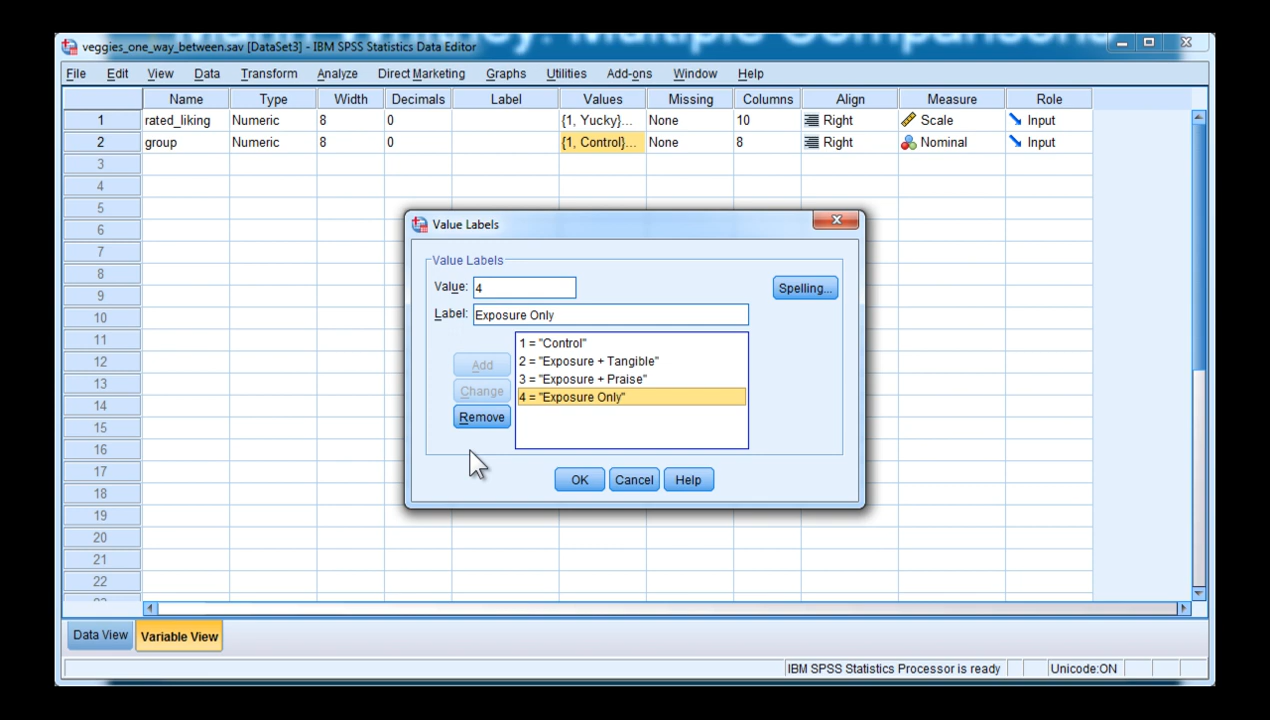 Mann-Whitney: Multiple Comparisons
veggies_one_way_between.sav [DataSet3] - IBM SPSS Statistics Data Editor
File Edit View Data Transform Analyze Direct Marketing Graphs Utilities Add-ons Window Help
Name Type Width Decimals Label Values Missing Columns Align Measure Role
1 rated_liking Numeric 8 0 {1, Yucky}... None 10 Right Scale Input
2 group Numeric 8 0 {1, Control}... None 8 Right Nominal Input
3
4
5
6
7
8
9
10
11
12
13
14
15
16
17
18
19
20
21
22
Value Labels
Value Labels
Value: 4
Spelling...
Label: Exposure Only
1 = "Control"
Add
2 = "Exposure + Tangible"
3 = "Exposure + Praise"
Change
4 = "Exposure Only"
Remove
OK Cancel Help
Data View Variable View
IBM SPSS Statistics Processor is ready Unicode:ON